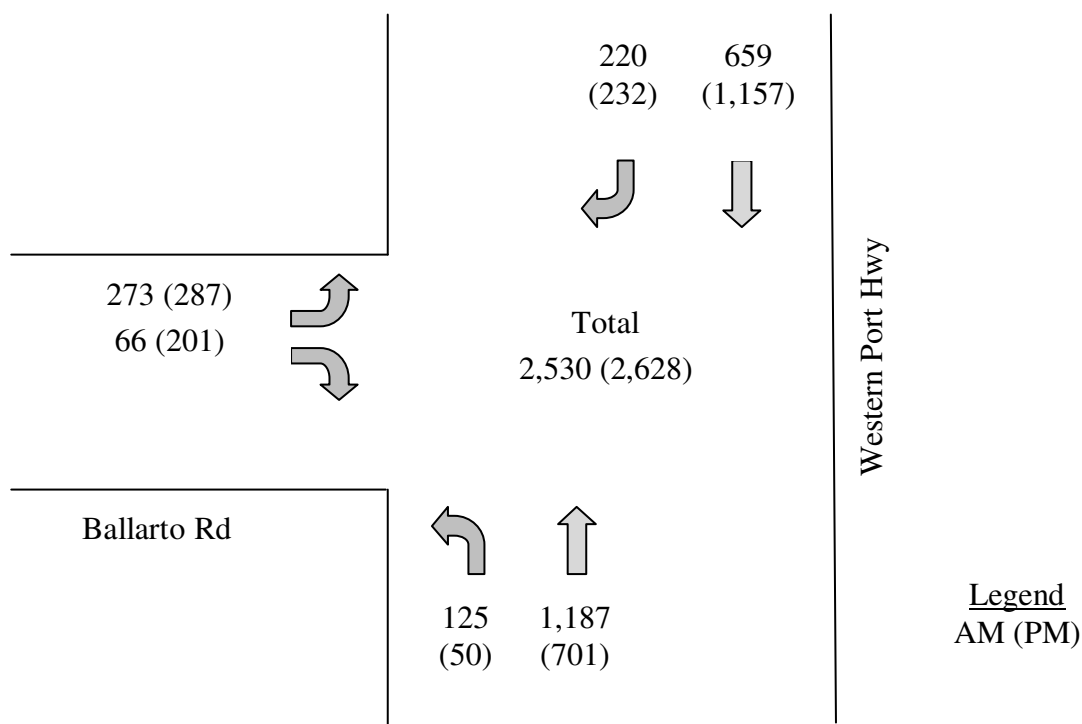 220 659
(232) (1,157)
273 (287)
66 (201)
Total
2,530 (2,628)
Western Port Hwy
Ballarto Rd
125 1,187
(50) (701)
Legend
AM (PM)